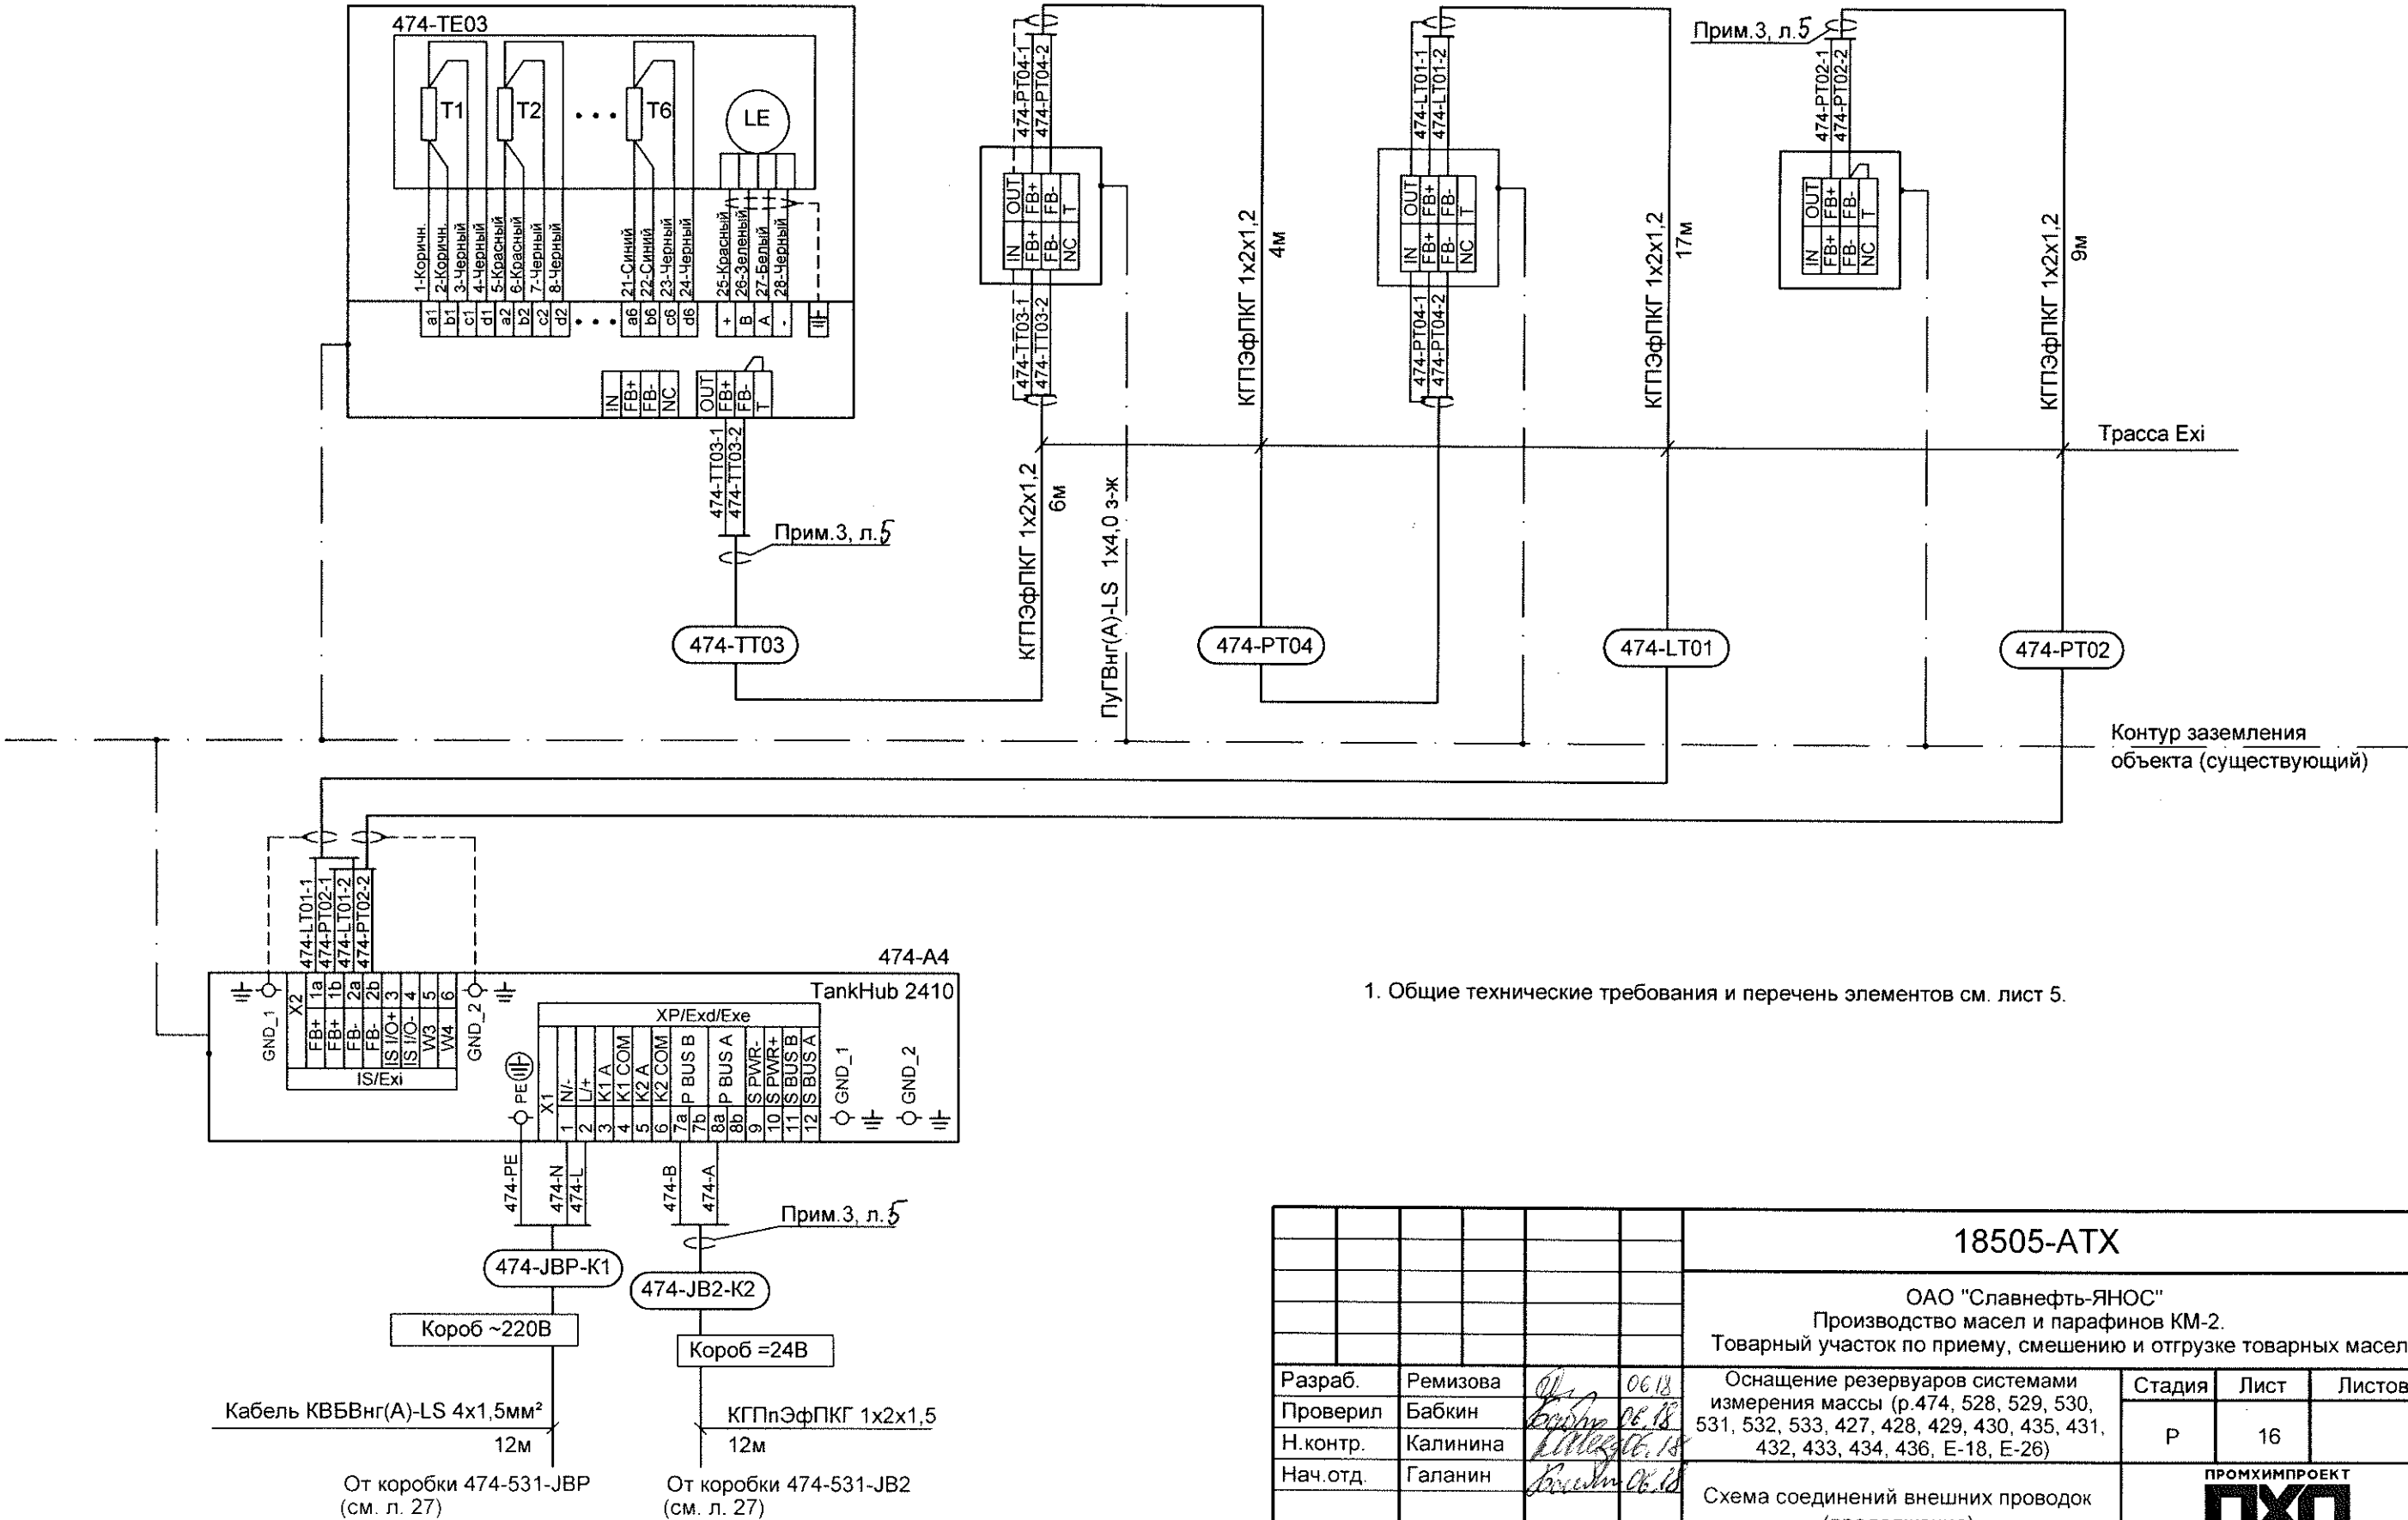 474-TE03
T1
T2
T6
LE
1-Коричн.
2-Коричн.
3-Черный
4-Черный
5-Красный
6-Красный
7-Черный
8-Черный
21-Синий
22-Синий
23-Черный
24-Черный
25-Красный
26-Зеленый
27-Белый
28-Черный
a1 b1 c1 d1 a2 b2 c2 d2
a6 b6 c6 d6
+ B A -
IN FB+ FB- NC
OUT FB+ FB- T
474-TT03-1
474-TT03-2
Прим.3, л.5
474-TT03
474-PT04-1
474-PT04-2
OUT FB+ FB- T
IN FB+ FB- NC
474-TT03-1
474-TT03-2
КГПЭфПКГ 1х2х1,2
6м
ПуГВнг(А)-LS 1х4,0 з-ж
КГПЭфПКГ 1х2х1,2
4м
474-PT04
474-LT01-1
474-LT01-2
OUT FB+ FB- T
IN FB+ FB- NC
474-PT04-1
474-PT04-2
КГПЭфПКГ 1х2х1,2
17м
474-LT01
Прим.3, л.5
474-PT02-1
474-PT02-2
OUT FB+ FB- T
IN FB+ FB- NC
КГПЭфПКГ 1х2х1,2
9м
474-PT02
Трасса Exi
Контур заземления
объекта (существующий)
474-LT01-1
474-PT02-1
474-LT01-2
474-PT02-2
474-A4
TankHub 2410
GND_1
X2
1a 1b 2a 2b 3 4 5 6
FB+ FB+ FB- FB- IS I/O+ IS I/O- W3 W4
IS/Exi
GND_2
PE
XP/Exd/Exe
X1
N/- L/+ K1 A K1 COM K2 A K2 COM P BUS B P BUS A S PWR- S PWR+ S BUS B S BUS A
1 2 3 4 5 6 7a 7b 8a 8b 9 10 11 12
GND_1
GND_2
474-PE
474-N
474-L
474-B
474-A
Прим.3, л.5
474-JBP-K1
474-JB2-K2
Короб ~220В
Короб =24В
Кабель КВБВнг(А)-LS 4х1,5мм²
12м
КГПпЭфПКГ 1х2х1,5
12м
От коробки 474-531-JBP
(см. л. 27)
От коробки 474-531-JB2
(см. л. 27)
1. Общие технические требования и перечень элементов см. лист 5.
18505-АТХ
ОАО "Славнефть-ЯНОС"
Производство масел и парафинов КМ-2.
Товарный участок по приему, смешению и отгрузке товарных масел
Разраб. Ремизова 06.18
Проверил Бабкин 06.18
Н.контр. Калинина 06.18
Нач.отд. Галанин 06.18
Оснащение резервуаров системами
измерения массы (р.474, 528, 529, 530,
531, 532, 533, 427, 428, 429, 430, 435, 431,
432, 433, 434, 436, Е-18, Е-26)
Стадия Лист Листов
Р 16
Схема соединений внешних проводок
ПРОМХИМПРОЕКТ
ПХП